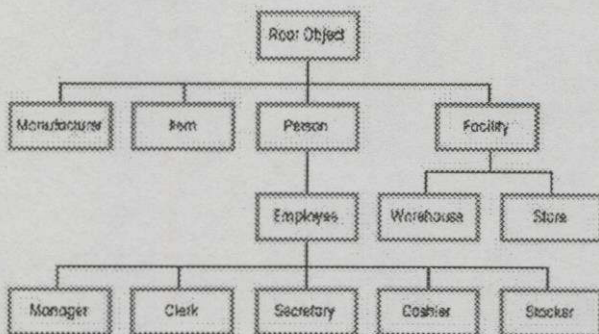 Root Object
Manufacturer Item Person Facility
Employee Warehouse Store
Manager Clerk Secretary Cashier Stocker